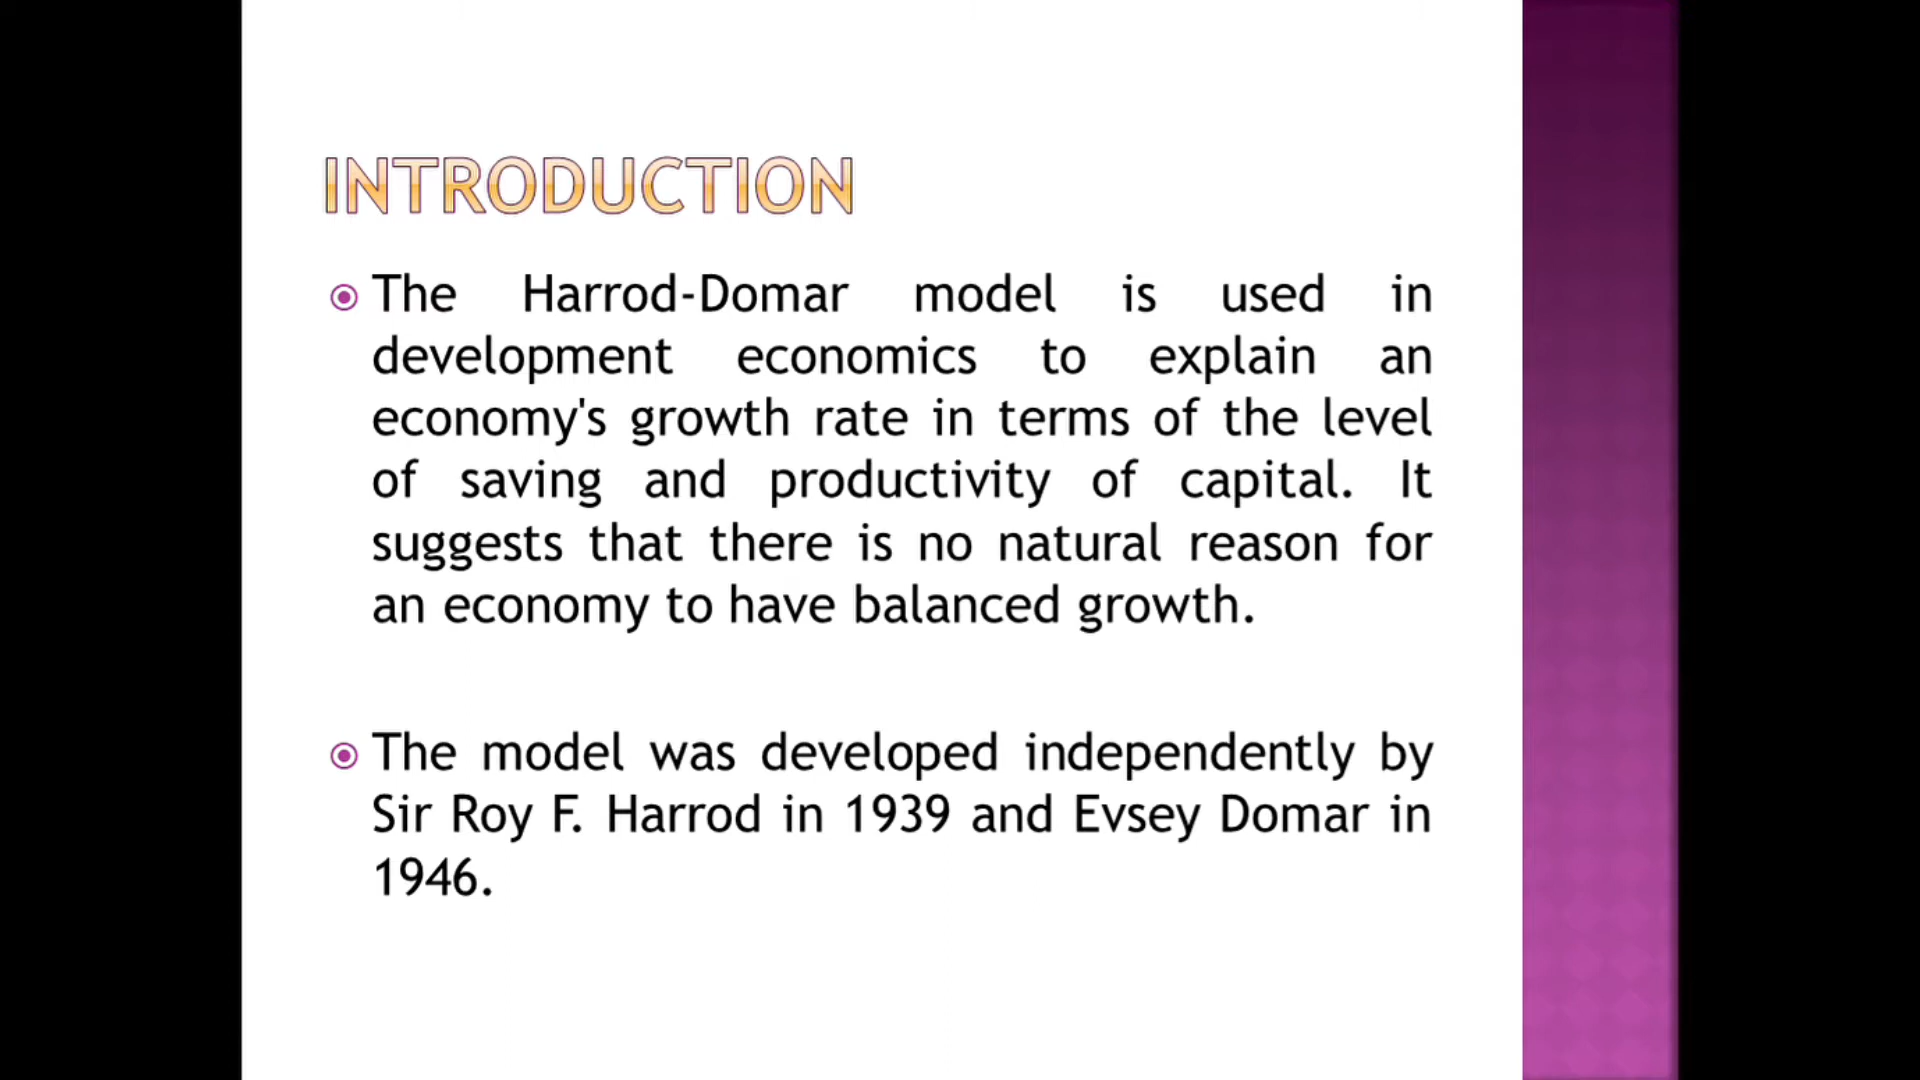 INTRODUCTION
The Harrod-Domar model is used in
development economics to explain an
economy's growth rate in terms of the level
of saving and productivity of capital. It
suggests that there is no natural reason for
an economy to have balanced growth.
The model was developed independently by
Sir Roy F. Harrod in 1939 and Evsey Domar in
1946.